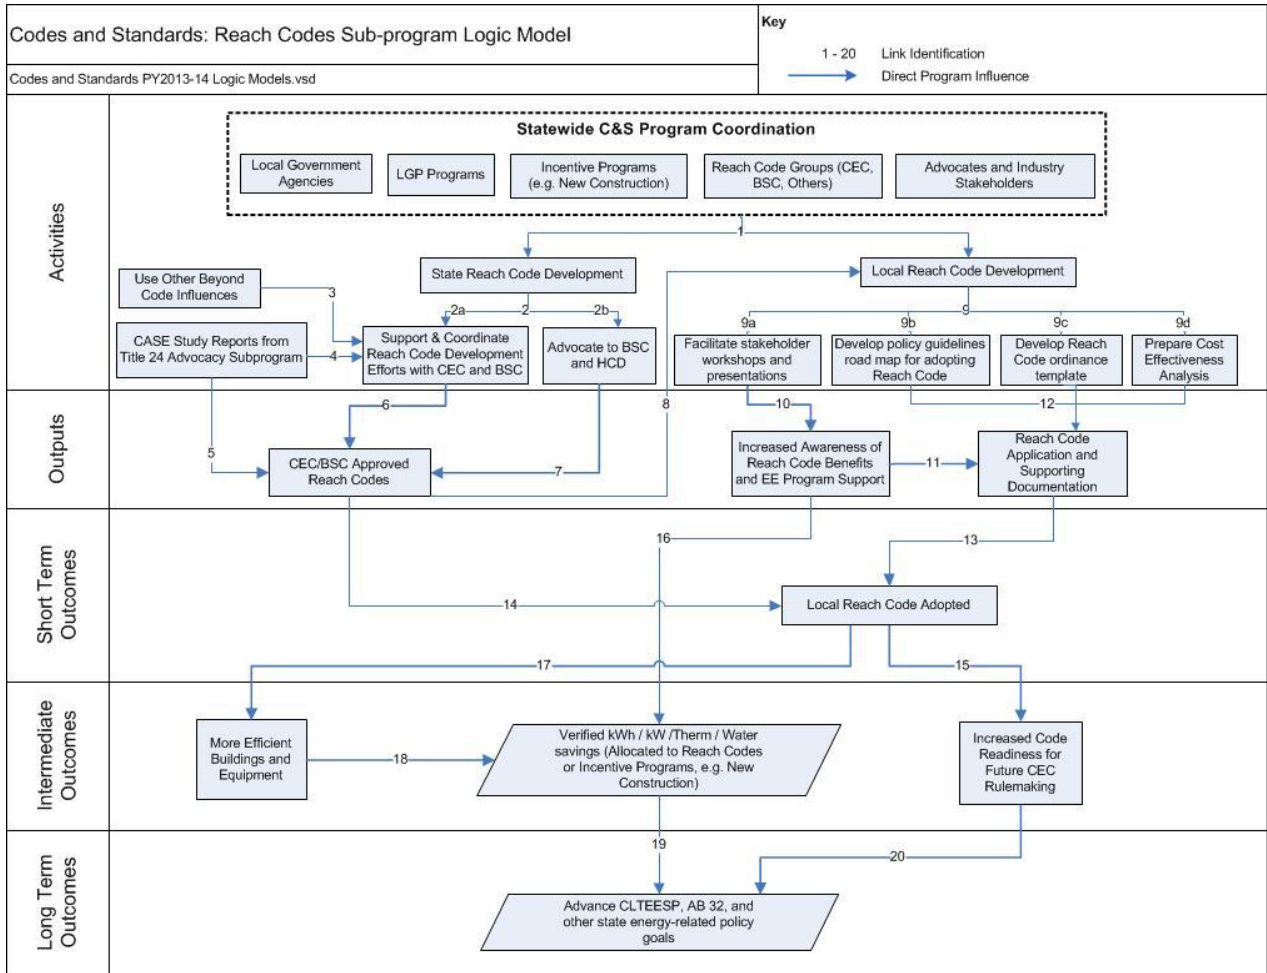 Codes and Standards: Reach Codes Sub-program Logic Model
Codes and Standards PY2013-14 Logic Models.vsd
Key
1 - 20 Link Identification
Direct Program Influence
Activities
Statewide C&S Program Coordination
Local Government
Agencies
LGP Programs
Incentive Programs
(e.g. New Construction)
Reach Code Groups (CEC,
BSC, Others)
Advocates and Industry
Stakeholders
1
State Reach Code Development
Local Reach Code Development
Use Other Beyond
Code Influences
3
2a
2
2b
9
9a
9b
9c
9d
CASE Study Reports from
Title 24 Advocacy Subprogram
4
Support & Coordinate
Reach Code Development
Efforts with CEC and BSC
Advocate to BSC
and HCD
Facilitate stakeholder
workshops and
presentations
Develop policy guidelines
road map for adopting
Reach Code
Develop Reach
Code ordinance
template
Prepare Cost
Effectiveness
Analysis
Outputs
5
6
7
8
10
12
CEC/BSC Approved
Reach Codes
Increased Awareness of
Reach Code Benefits
and EE Program Support
11
Reach Code
Application and
Supporting
Documentation
Short Term
Outcomes
16
13
14
Local Reach Code Adopted
17
15
Intermediate
Outcomes
More Efficient
Buildings and
Equipment
18
Verified kWh / kW /Therm / Water
savings (Allocated to Reach Codes
or Incentive Programs, e.g. New
Construction)
Increased Code
Readiness for
Future CEC
Rulemaking
Long Term
Outcomes
19
20
Advance CLTEESP, AB 32, and
other state energy-related policy
goals